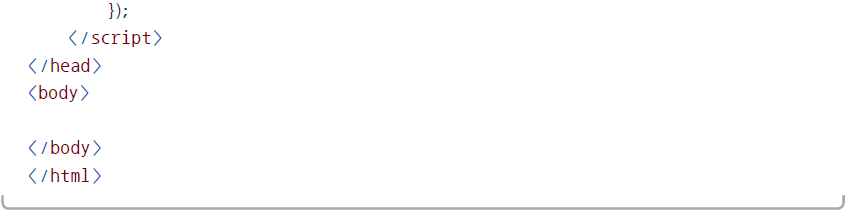 });
</script>
</head>
<body>
</body>
</html>